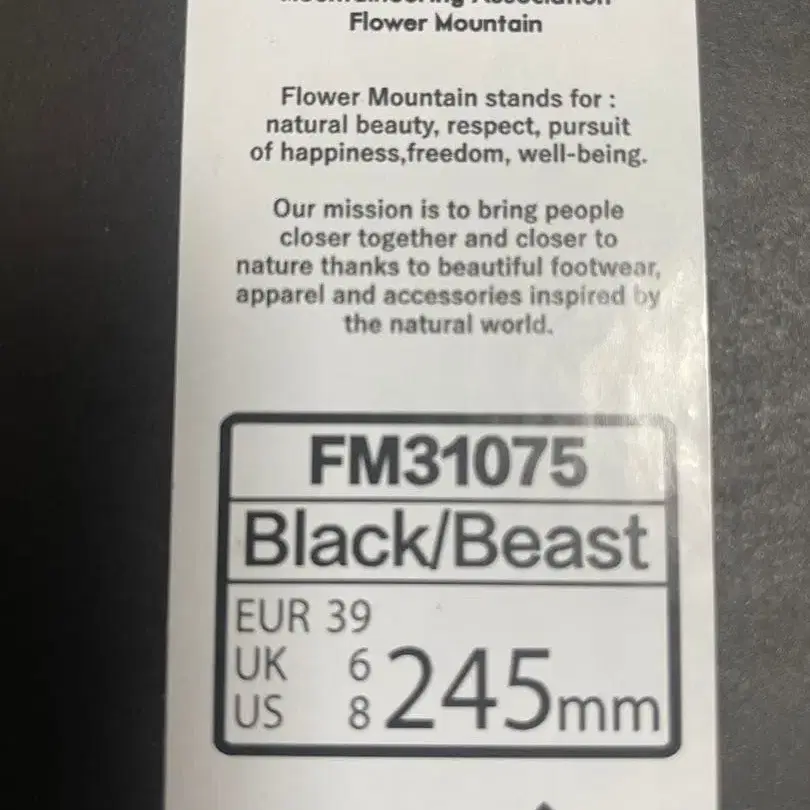 Mountaineering Association
Flower Mountain
Flower Mountain stands for :
natural beauty, respect, pursuit
of happiness,freedom, well-being.
Our mission is to bring people
closer together and closer to
nature thanks to beautiful footwear,
apparel and accessories inspired by
the natural world.
FM31075
Black/Beast
EUR 39
UK 6
US 8
245mm